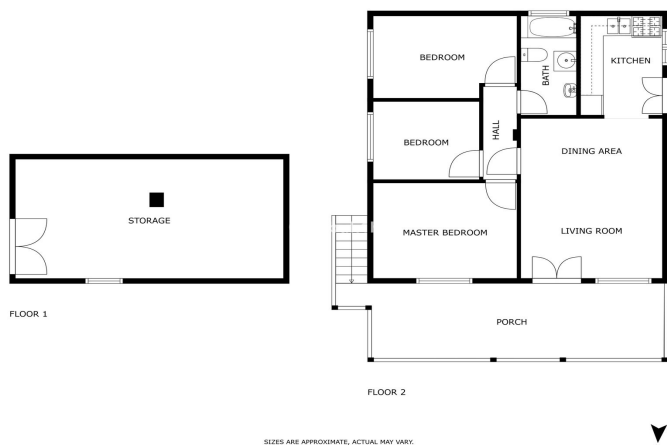 BEDROOM
KITCHEN
BATH
HALL
BEDROOM
DINING AREA
STORAGE
MASTER BEDROOM
LIVING ROOM
FLOOR 1
PORCH
FLOOR 2
SIZES ARE APPROXIMATE, ACTUAL MAY VARY.